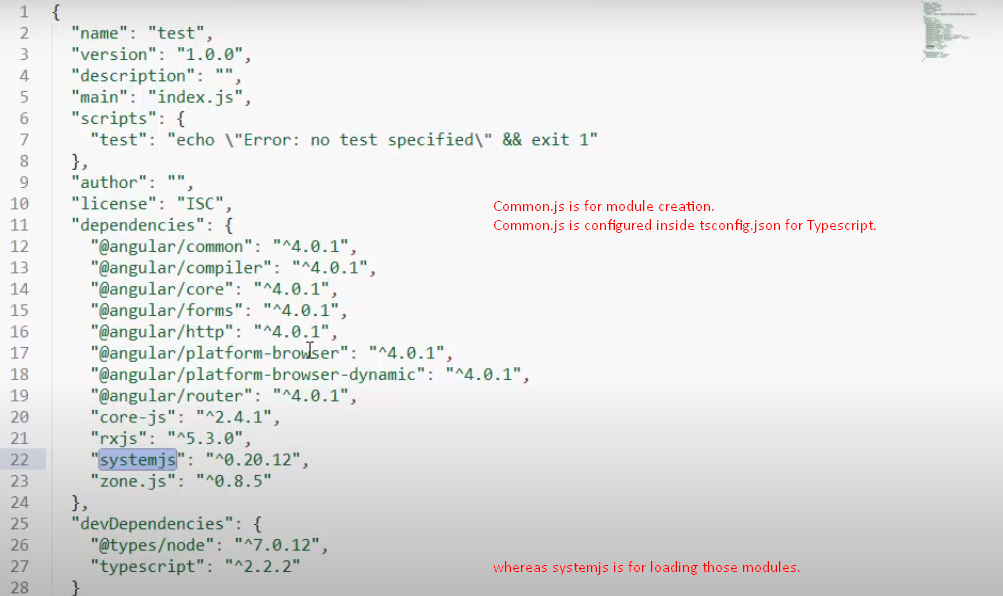 1 {
2 "name": "test",
3 "version": "1.0.0",
4 "description": "",
5 "main": "index.js",
6 "scripts": {
7 "test": "echo \"Error: no test specified\" && exit 1"
8 },
9 "author": "",
10 "license": "ISC",
Common.js is for module creation.
11 "dependencies": {
Common.js is configured inside tsconfig.json for Typescript.
12 "@angular/common": "^4.0.1",
13 "@angular/compiler": "^4.0.1",
14 "@angular/core": "^4.0.1",
15 "@angular/forms": "^4.0.1",
16 "@angular/http": "^4.0.1",
17 "@angular/platform-browser": "^4.0.1",
18 "@angular/platform-browser-dynamic": "^4.0.1",
19 "@angular/router": "^4.0.1",
20 "core-js": "^2.4.1",
21 "rxjs": "^5.3.0",
22 "systemjs": "^0.20.12",
23 "zone.js": "^0.8.5"
24 },
25 "devDependencies": {
26 "@types/node": "^7.0.12",
27 "typescript": "^2.2.2"
whereas systemjs is for loading those modules.
28 }